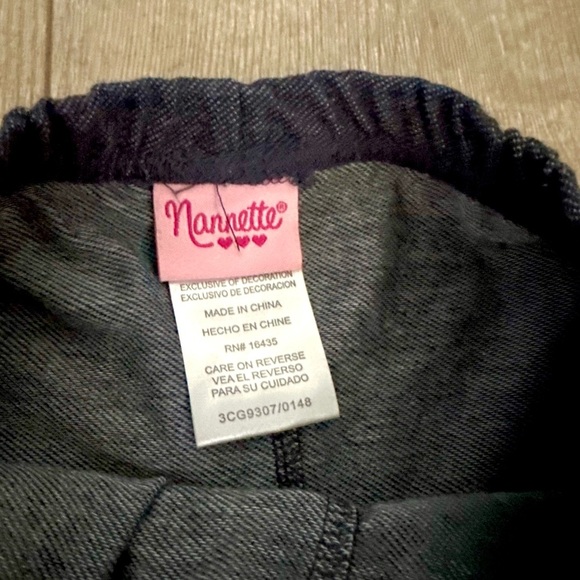 Nannette®
EXCLUSIVE OF DECORATION
EXCLUSIVO DE DECORACION
MADE IN CHINA
HECHO EN CHINE
RN# 16435
CARE ON REVERSE
VEA EL REVERSO
PARA SU CUIDADO
3CG9307/0148